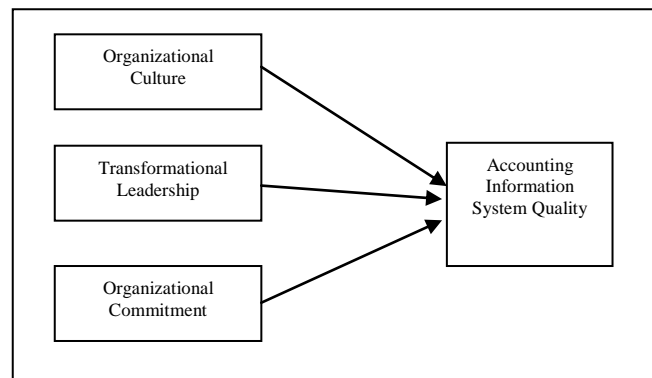 Organizational
Culture
Transformational
Leadership
Organizational
Commitment
Accounting
Information
System Quality